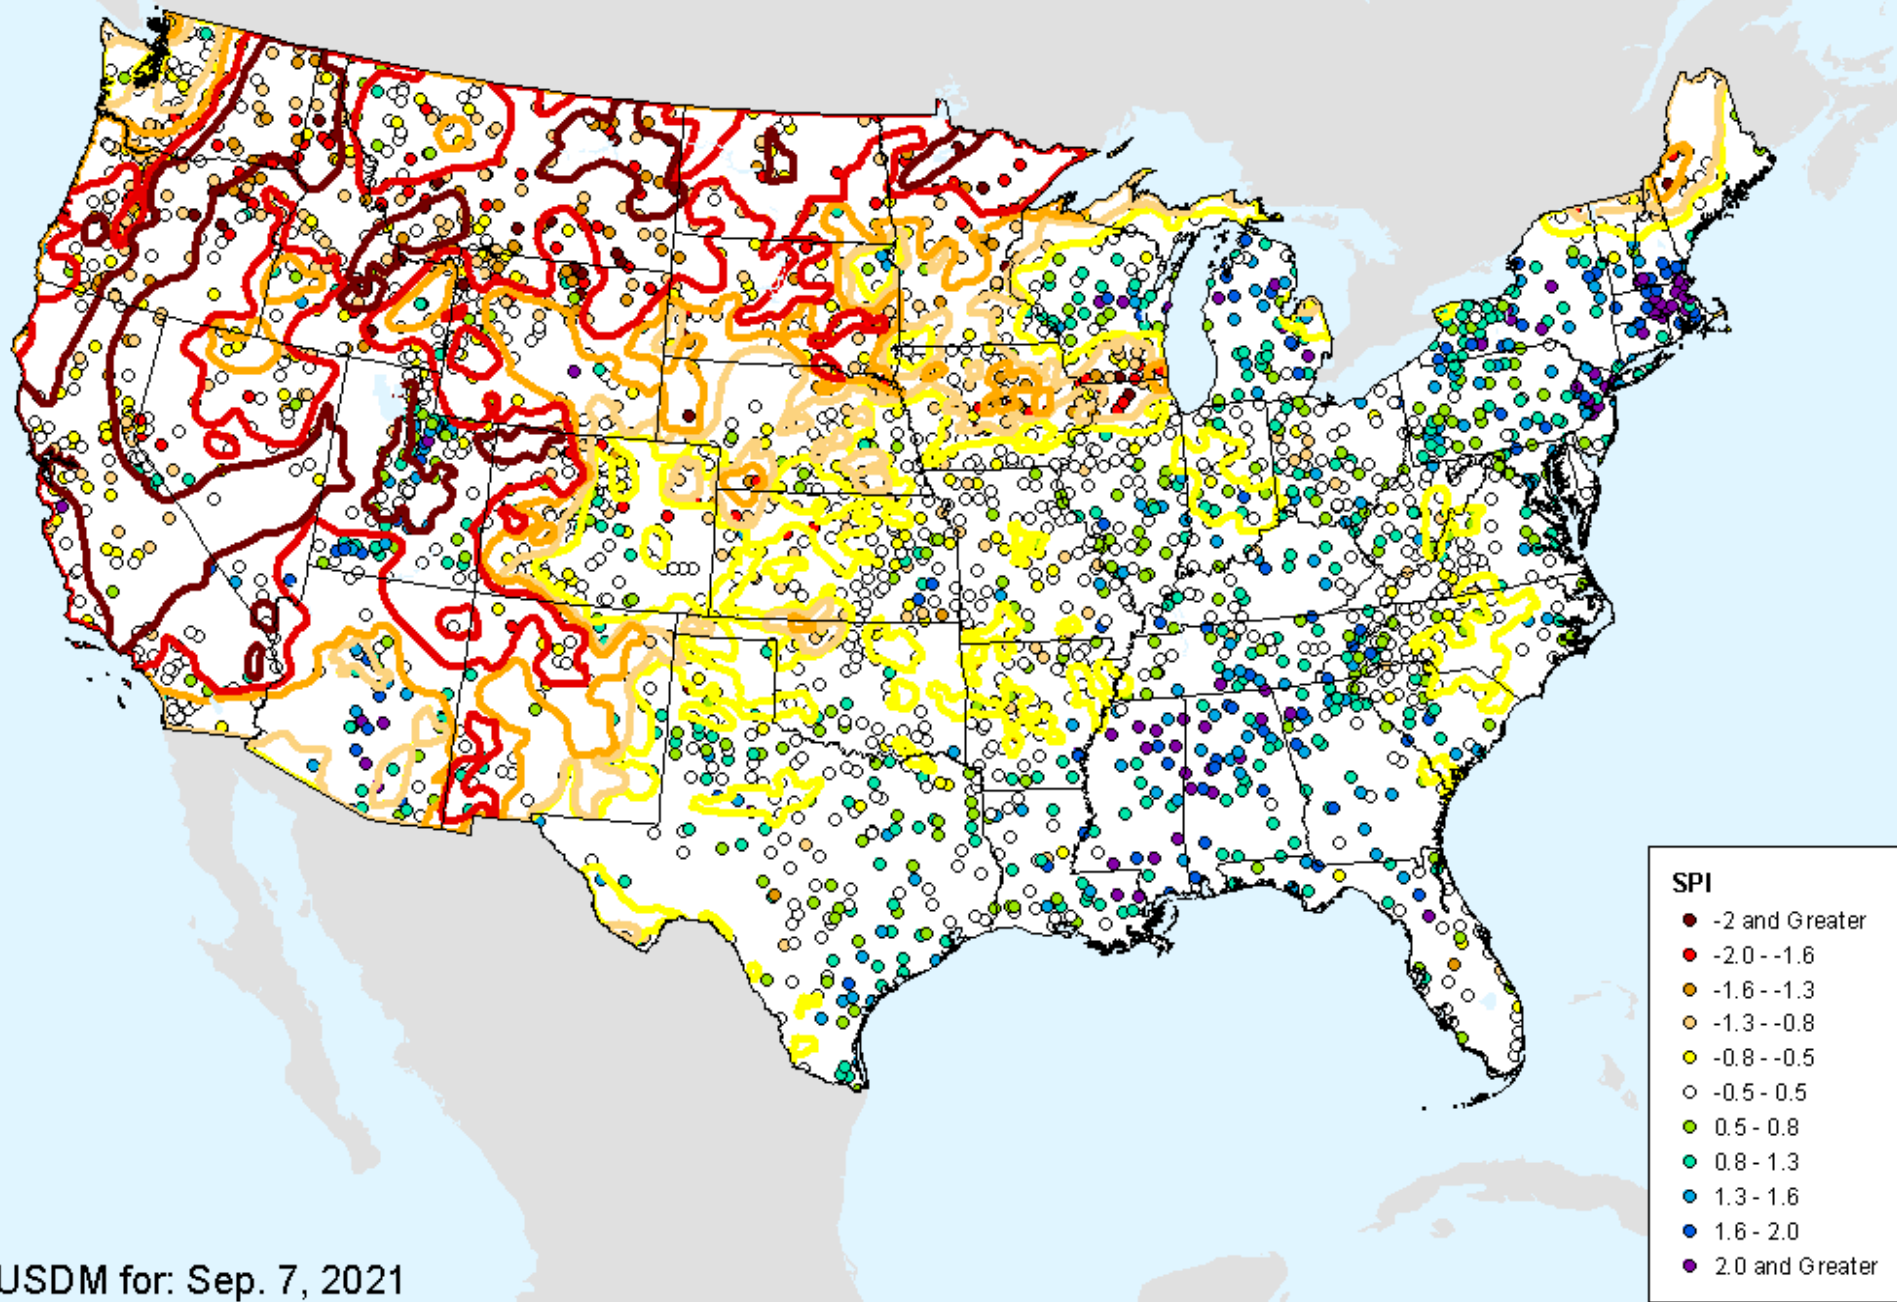 SPI
-2 and Greater
-2.0 - -1.6
-1.6 - -1.3
-1.3 - -0.8
-0.8 - -0.5
-0.5 - 0.5
0.5 - 0.8
0.8 - 1.3
1.3 - 1.6
1.6 - 2.0
2.0 and Greater
USDM for: Sep. 7, 2021